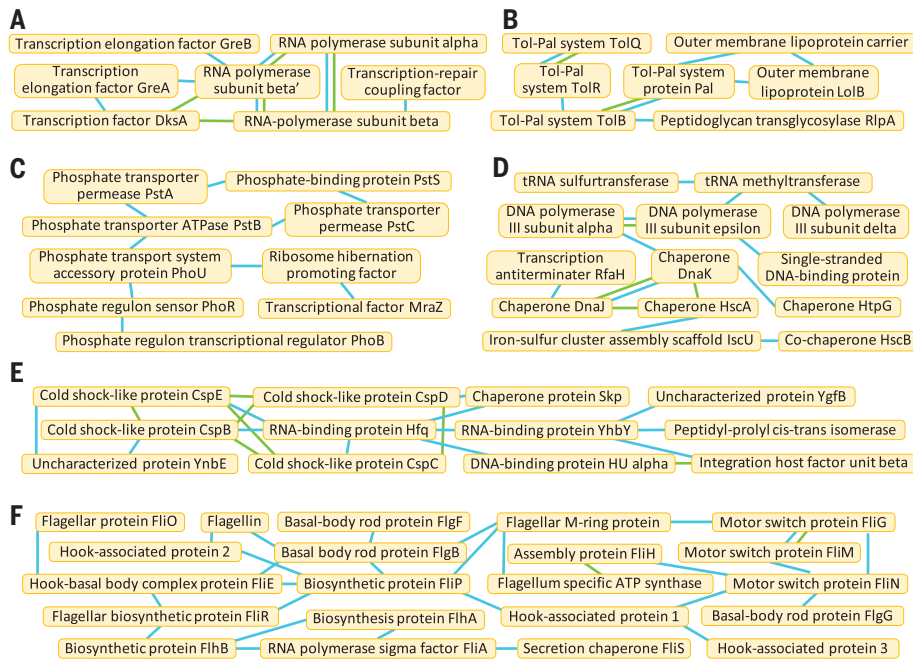 A
Transcription elongation factor GreB
RNA polymerase subunit alpha
Transcription
elongation factor GreA
RNA polymerase
subunit beta’
Transcription-repair
coupling factor
Transcription factor DksA
RNA-polymerase subunit beta
B
Tol-Pal system TolQ
Outer membrane lipoprotein carrier
Tol-Pal
system TolR
Tol-Pal system
protein Pal
Outer membrane
lipoprotein LolB
Tol-Pal system TolB
Peptidoglycan transglycosylase RlpA
C
Phosphate transporter
permease PstA
Phosphate-binding protein PstS
Phosphate transporter ATPase PstB
Phosphate transporter
permease PstC
Phosphate transport system
accessory protein PhoU
Ribosome hibernation
promoting factor
Phosphate regulon sensor PhoR
Transcriptional factor MraZ
Phosphate regulon transcriptional regulator PhoB
D
tRNA sulfurtransferase
tRNA methyltransferase
DNA polymerase
III subunit alpha
DNA polymerase
III subunit epsilon
DNA polymerase
III subunit delta
Transcription
antiterminater RfaH
Chaperone
DnaK
Single-stranded
DNA-binding protein
Chaperone DnaJ
Chaperone HscA
Chaperone HtpG
Iron-sulfur cluster assembly scaffold IscU
Co-chaperone HscB
E
Cold shock-like protein CspE
Cold shock-like protein CspD
Chaperone protein Skp
Uncharacterized protein YgfB
Cold shock-like protein CspB
RNA-binding protein Hfq
RNA-binding protein YhbY
Peptidyl-prolyl cis-trans isomerase
Uncharacterized protein YnbE
Cold shock-like protein CspC
DNA-binding protein HU alpha
Integration host factor unit beta
F
Flagellar protein FliO
Flagellin
Basal-body rod protein FlgF
Flagellar M-ring protein
Motor switch protein FliG
Hook-associated protein 2
Basal body rod protein FlgB
Assembly protein FliH
Motor switch protein FliM
Hook-basal body complex protein FliE
Biosynthetic protein FliP
Flagellum specific ATP synthase
Motor switch protein FliN
Flagellar biosynthetic protein FliR
Biosynthesis protein FlhA
Hook-associated protein 1
Basal-body rod protein FlgG
Biosynthetic protein FlhB
RNA polymerase sigma factor FliA
Secretion chaperone FliS
Hook-associated protein 3